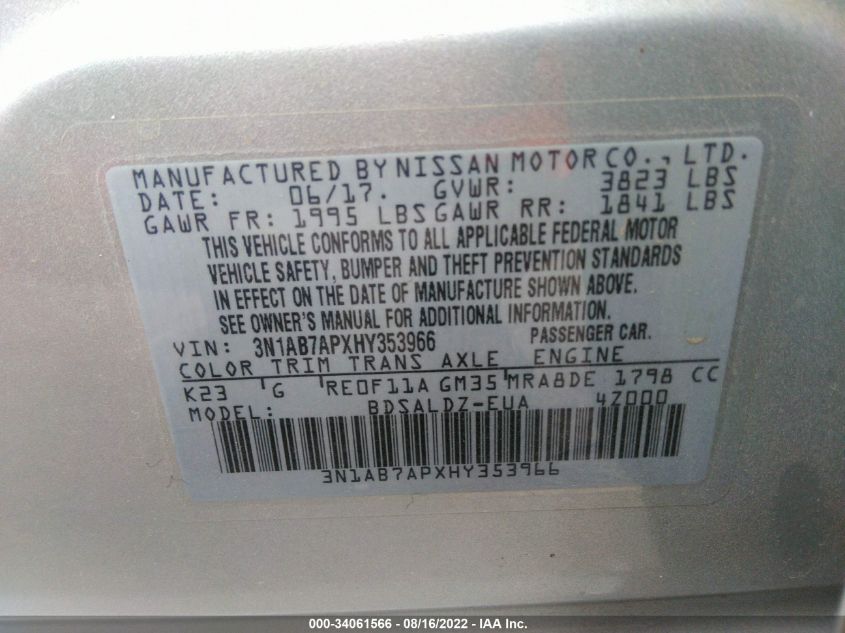 MANUFACTURED BY NISSAN MOTOR CO., LTD.
DATE: 06/17. GVWR: 3823 LBS
GAWR FR: 1995 LBS GAWR RR: 1841 LBS
THIS VEHICLE CONFORMS TO ALL APPLICABLE FEDERAL MOTOR
VEHICLE SAFETY, BUMPER AND THEFT PREVENTION STANDARDS
IN EFFECT ON THE DATE OF MANUFACTURE SHOWN ABOVE.
SEE OWNER'S MANUAL FOR ADDITIONAL INFORMATION.
VIN: 3N1AB7APXHY353966 PASSENGER CAR.
COLOR TRIM TRANS AXLE ENGINE
K23 G RE0F11A GM35 MRA8DE 1798 CC
MODEL: BDSALDZ-EUA 4Z000
3N1AB7APXHY353966
000-34061566 - 08/16/2022 - IAA Inc.